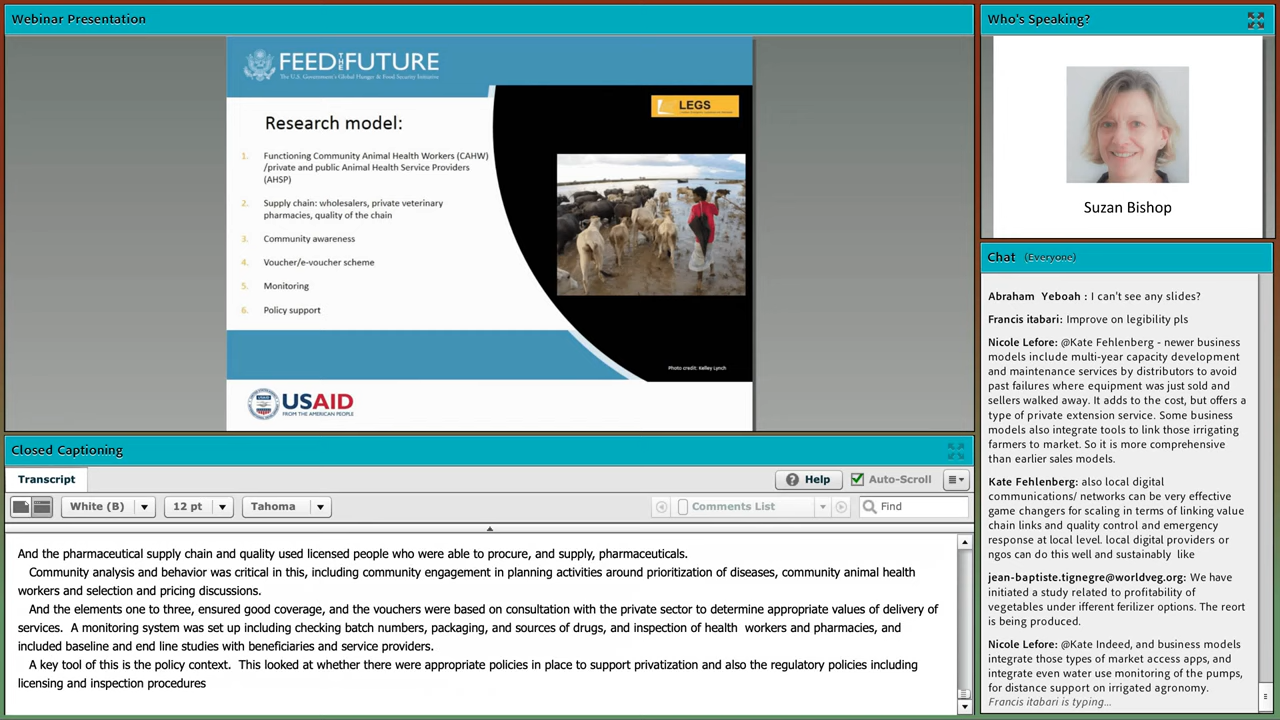 Webinar Presentation
FEED THE FUTURE
The U.S. Government's Global Hunger & Food Security Initiative
LEGS
Research model:
1. Functioning Community Animal Health Workers (CAHW)
/private and public Animal Health Service Providers
(AHSP)
2. Supply chain: wholesalers, private veterinary
pharmacies, quality of the chain
3. Community awareness
4. Voucher/e-voucher scheme
5. Monitoring
6. Policy support
Photo credit: Kelley Lynch
USAID
FROM THE AMERICAN PEOPLE
Who's Speaking?
Suzan Bishop
Closed Captioning
Transcript
Help
Auto-Scroll
White (B)
12 pt
Tahoma
Comments List
Find
And the pharmaceutical supply chain and quality used licensed people who were able to procure, and supply, pharmaceuticals.
Community analysis and behavior was critical in this, including community engagement in planning activities around prioritization of diseases, community animal health
workers and selection and pricing discussions.
And the elements one to three, ensured good coverage, and the vouchers were based on consultation with the private sector to determine appropriate values of delivery of
services. A monitoring system was set up including checking batch numbers, packaging, and sources of drugs, and inspection of health workers and pharmacies, and
included baseline and end line studies with beneficiaries and service providers.
A key tool of this is the policy context. This looked at whether there were appropriate policies in place to support privatization and also the regulatory policies including
licensing and inspection procedures
Chat (Everyone)
Abraham Yeboah : I can't see any slides?
Francis itabari: Improve on legibility pls
Nicole Lefore: @Kate Fehlenberg - newer business
models include multi-year capacity development
and maintenance services by distributors to avoid
past failures where equipment was just sold and
sellers walked away. It adds to the cost, but offers a
type of private extension service. Some business
models also integrate tools to link those irrigating
farmers to market. So it is more comprehensive
than earlier sales models.
Kate Fehlenberg: also local digital
communications/ networks can be very effective
game changers for scaling in terms of linking value
chain links and quality control and emergency
response at local level. local digital providers or
ngos can do this well and sustainably like
jean-baptiste.tignegre@worldveg.org: We have
initiated a study related to profitability of
vegetables under ifferent ferilizer options. The reort
is being produced.
Nicole Lefore: @Kate Indeed, and business models
integrate those types of market access apps, and
integrate even water use monitoring of the pumps,
for distance support on irrigated agronomy.
Francis itabari is typing...